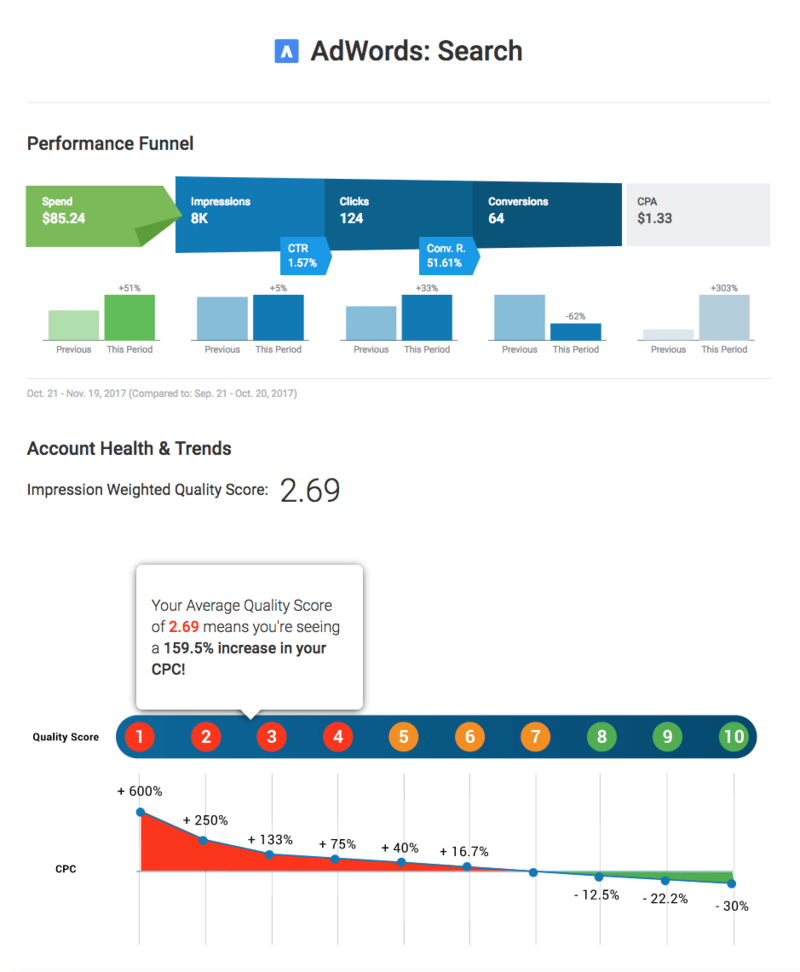 AdWords: Search
Performance Funnel
Spend
$85.24
Impressions
8K
Clicks
124
Conversions
64
CPA
$1.33
CTR
1.57%
Conv. R.
51.61%
+51%
+5%
+33%
-62%
+303%
Previous This Period
Previous This Period
Previous This Period
Previous This Period
Previous This Period
Oct. 21 - Nov. 19, 2017 (Compared to: Sep. 21 - Oct. 20, 2017)
Account Health & Trends
Impression Weighted Quality Score: 2.69
Your Average Quality Score
of 2.69 means you're seeing
a 159.5% increase in your
CPC!
Quality Score 1 2 3 4 5 6 7 8 9 10
+ 600%
+ 250%
+ 133%
+ 75%
+ 40%
+ 16.7%
CPC
- 12.5%
- 22.2%
- 30%